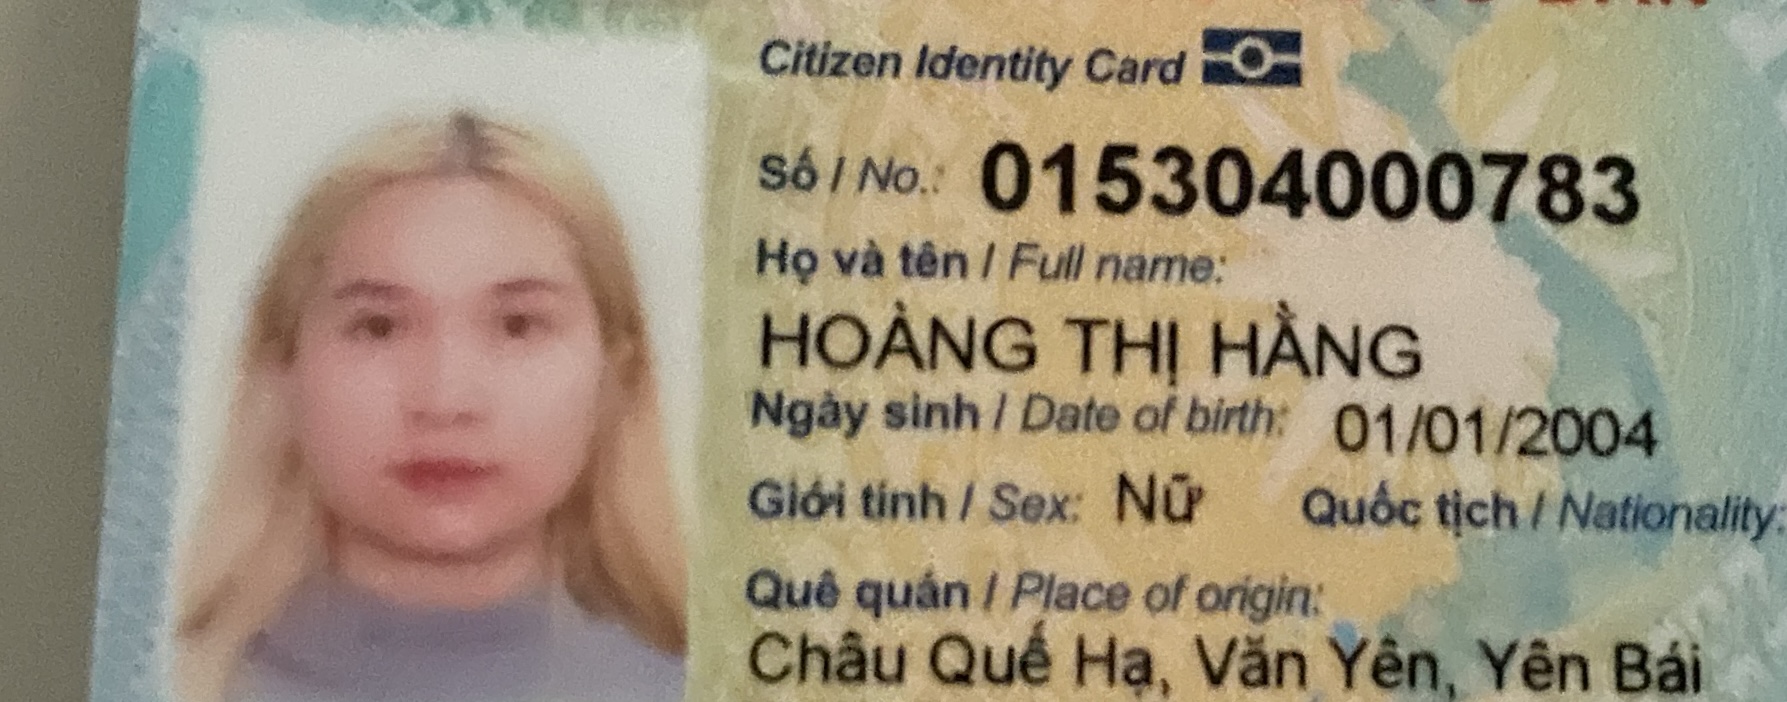 Citizen Identity Card
Số / No.: 015304000783
Họ và tên / Full name:
HOÀNG THỊ HẰNG
Ngày sinh / Date of birth: 01/01/2004
Giới tính / Sex: Nữ Quốc tịch / Nationality:
Quê quán / Place of origin:
Châu Quế Hạ, Văn Yên, Yên Bái